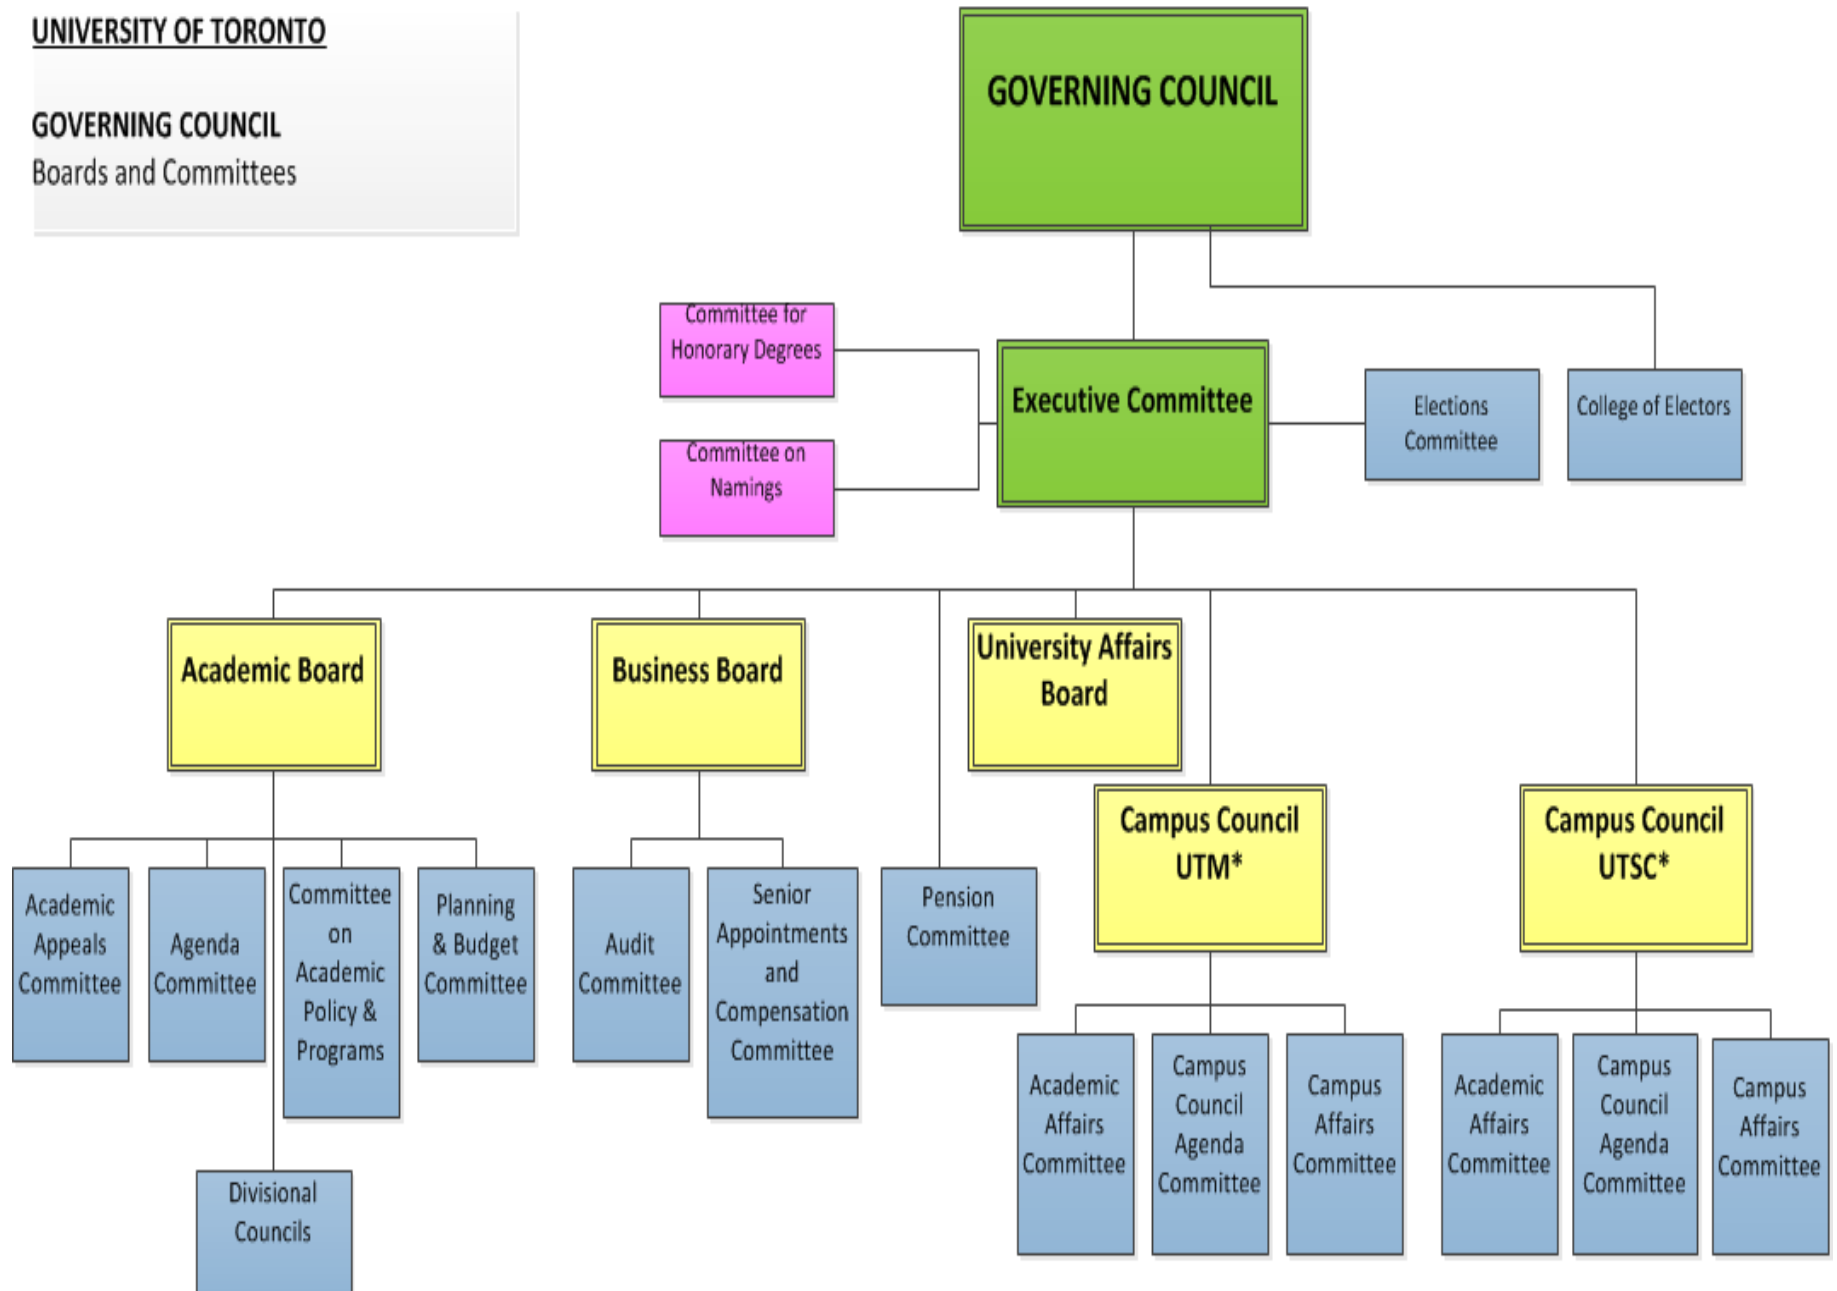 UNIVERSITY OF TORONTO
GOVERNING COUNCIL
Boards and Committees
GOVERNING COUNCIL
Committee for
Honorary Degrees
Committee on
Namings
Executive Committee
Elections
Committee
College of Electors
Academic Board
Business Board
University Affairs
Board
Campus Council
UTM*
Campus Council
UTSC*
Academic
Appeals
Committee
Agenda
Committee
Committee
on
Academic
Policy &
Programs
Planning
& Budget
Committee
Audit
Committee
Senior
Appointments
and
Compensation
Committee
Pension
Committee
Academic
Affairs
Committee
Campus
Council
Agenda
Committee
Campus
Affairs
Committee
Academic
Affairs
Committee
Campus
Council
Agenda
Committee
Campus
Affairs
Committee
Divisional
Councils